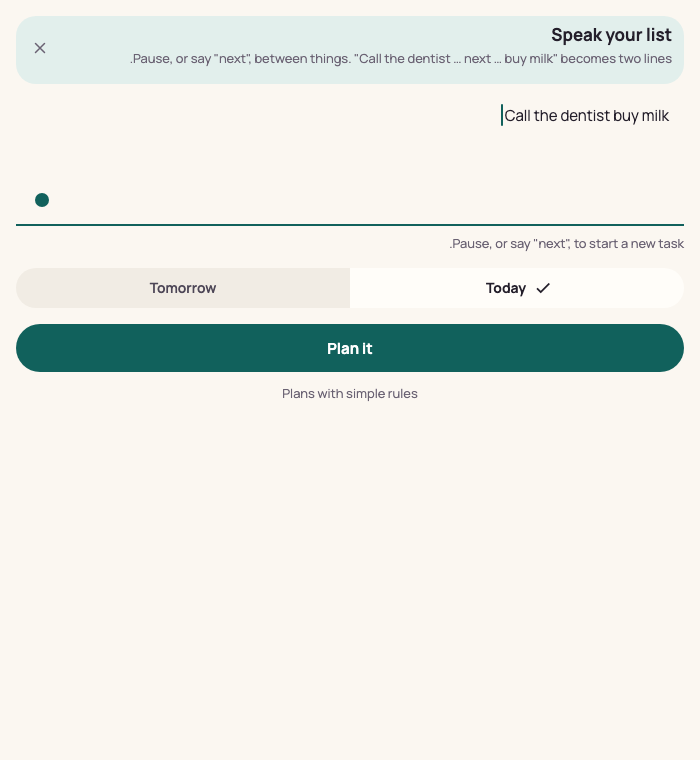 Speak your list
.Pause, or say "next", between things. "Call the dentist … next … buy milk" becomes two lines
Call the dentist buy milk
.Pause, or say "next", to start a new task
Today
Tomorrow
Plan it
Plans with simple rules